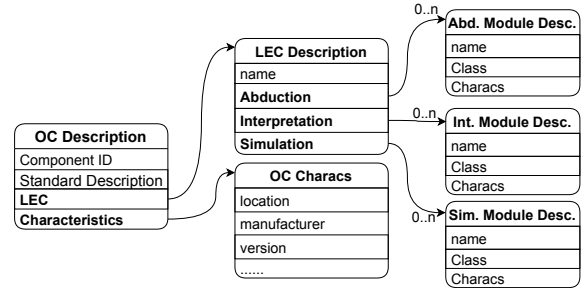 OC Description
Component ID
Standard Description
LEC
Characteristics
LEC Description
name
Abduction
Interpretation
Simulation
OC Characs
location
manufacturer
version
......
0..n
Abd. Module Desc.
name
Class
Characs
0..n
Int. Module Desc.
name
Class
Characs
0..n
Sim. Module Desc.
name
Class
Characs